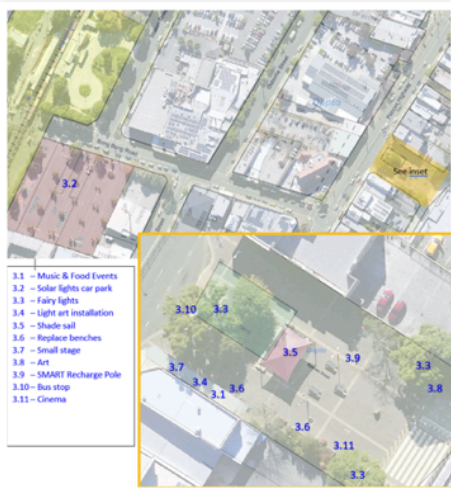 3.2
See inset
3.1 – Music & Food Events
3.2 – Solar lights car park
3.3 – Fairy lights
3.4 – Light art installation
3.5 – Shade sail
3.6 – Replace benches
3.7 – Small stage
3.8 – Art
3.9 – SMART Recharge Pole
3.10 – Bus stop
3.11 – Cinema
3.10
3.3
3.5
3.9
3.7
3.4
3.1
3.6
3.3
3.8
3.6
3.11
3.3